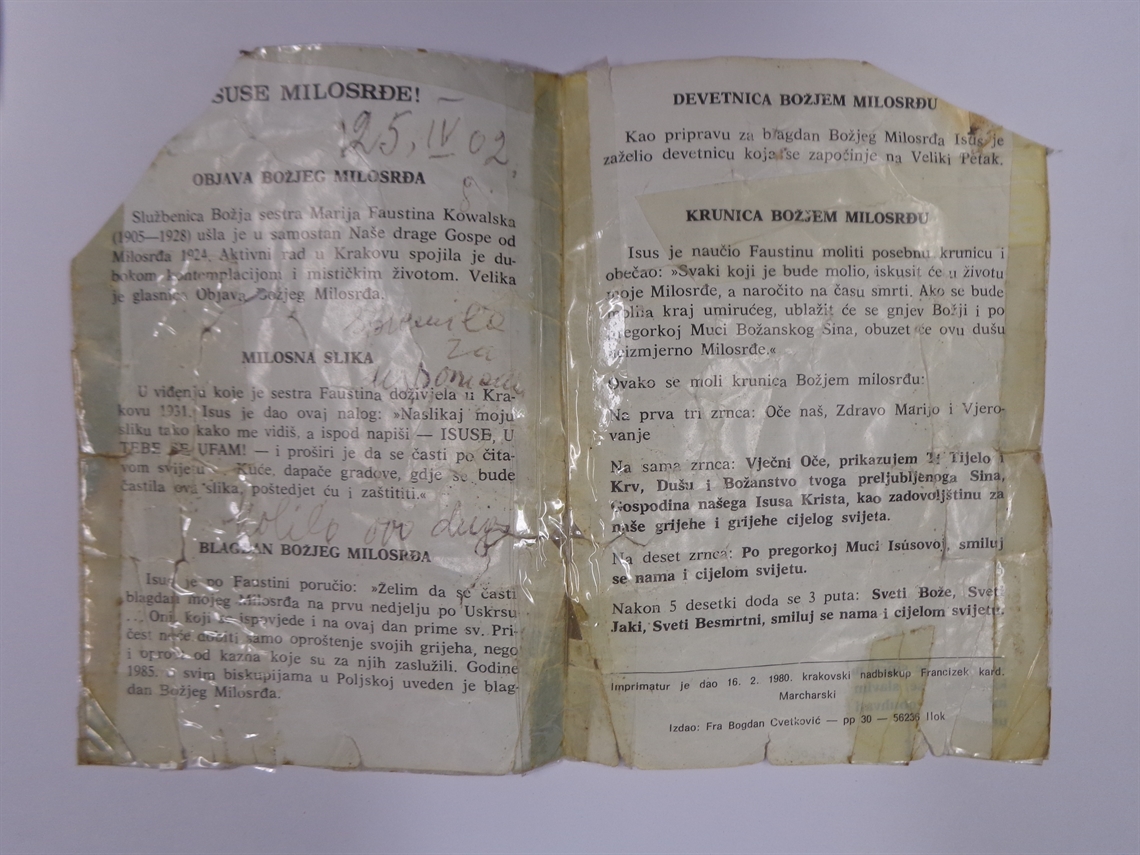 SUSE MILOSRĐE!
25. IV 02.
OBJAVA BOŽJEG MILOSRĐA
Službenica Božja sestra Marija Faustina Kowalska
(1905—1928) ušla je u samostan Naše drage Gospe od
Milosrđa 1924. Aktivni rad u Krakovu spojila je du-
bokom kontemplacijom i mističkim životom. Velika
je glasnica Objava Božjeg Milosrđa.
za
MILOSNA SLIKA
U viđenju koje je sestra Faustina doživjela u Kra-
kovu 1931. Isus je dao ovaj nalog: »Naslikaj moju
sliku tako kako me vidiš, a ispod napiši — ISUSE, U
TEBE SE UFAM! — i proširi je da se časti po čita-
vom svijetu. Kuće, dapače gradove, gdje se bude
častila ova slika, poštedjet ću i zaštititi.«
ovo
BLAGDAN BOŽJEG MILOSRĐA
Isus je po Faustini poručio: »Želim da se časti
blagdan mojeg Milosrđa na prvu nedjelju po Uskrsu
... Oni, koji se ispovjede i na ovaj dan prime sv. Pri-
čest neće dobiti samo oproštenje svojih grijeha, nego
i oprost od kazna koje su za njih zaslužili. Godine
1985. u svim biskupijama u Poljskoj uveden je blag-
dan Božjeg Milosrđa.
DEVETNICA BOŽJEM MILOSRĐU
Kao pripravu za blagdan Božjeg Milosrđa Isus je
zaželio devetnicu koja se započinje na Veliki Petak.
KRUNICA BOŽJEM MILOSRĐU
Isus je naučio Faustinu moliti posebnu krunicu i
obećao: »Svaki koji je bude molio, iskusit će u životu
moje Milosrđe, a naročito na času smrti. Ako se bude
molila kraj umirućeg, ublažit će se gnjev Božji i po
pregorkoj Muci Božanskog Sina, obuzet će ovu dušu
neizmjerno Milosrđe.«
Ovako se moli krunica Božjem milosrđu:
Na prva tri zrnca: Oče naš, Zdravo Marijo i Vjero-
vanje
Na sama zrnca: Vječni Oče, prikazujem Ti Tijelo i
Krv, Dušu i Božanstvo tvoga preljubljenoga Sina,
Gospodina našega Isusa Krista, kao zadovoljštinu za
naše grijehe i grijehe cijelog svijeta.
Na deset zrnca: Po pregorkoj Muci Isusovoj, smiluj
se nama i cijelom svijetu.
Nakon 5 desetki doda se 3 puta: Sveti Bože, Sveti
Jaki, Sveti Besmrtni, smiluj se nama i cijelom svijetu.
Imprimatur je dao 16. 2. 1980. krakovski nadbiskup Francizek kard.
Marcharski
Izdao: Fra Bogdan Cvetković — pp 30 — 56236 Ilok